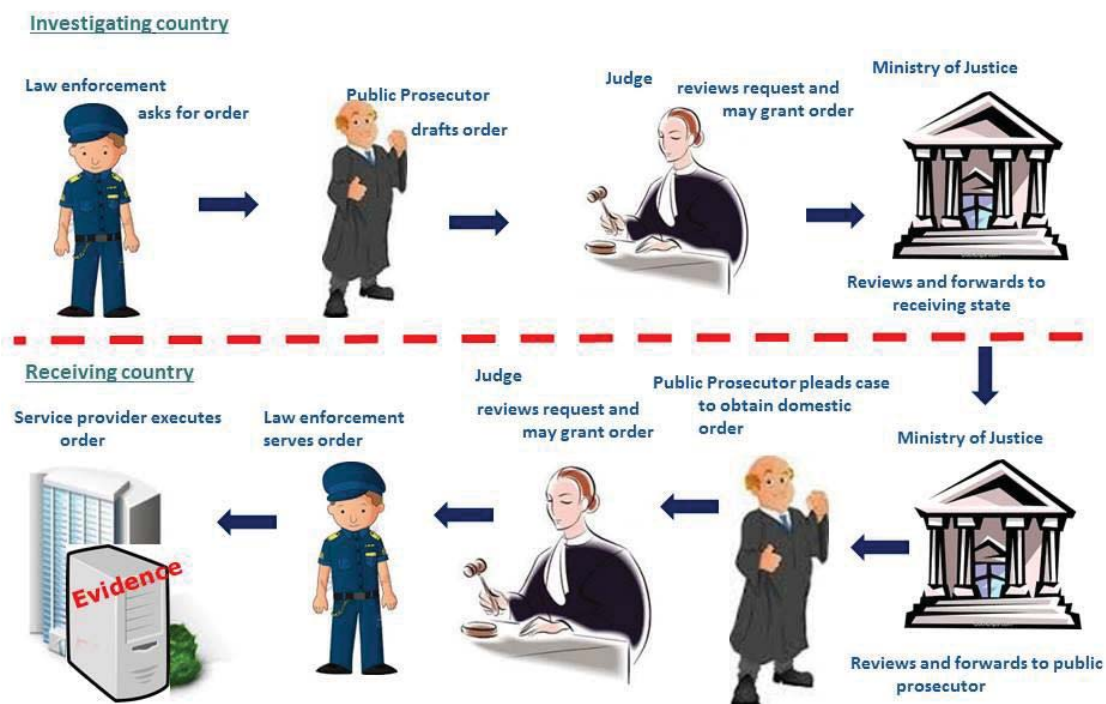 Investigating country
Law enforcement
asks for order
Public Prosecutor
drafts order
Judge
reviews request and
may grant order
Ministry of Justice
Reviews and forwards to
receiving state
Receiving country
Service provider executes
order
Evidence
Law enforcement
serves order
Judge
reviews request and
may grant order
Public Prosecutor pleads case
to obtain domestic
order
Ministry of Justice
Reviews and forwards to public
prosecutor